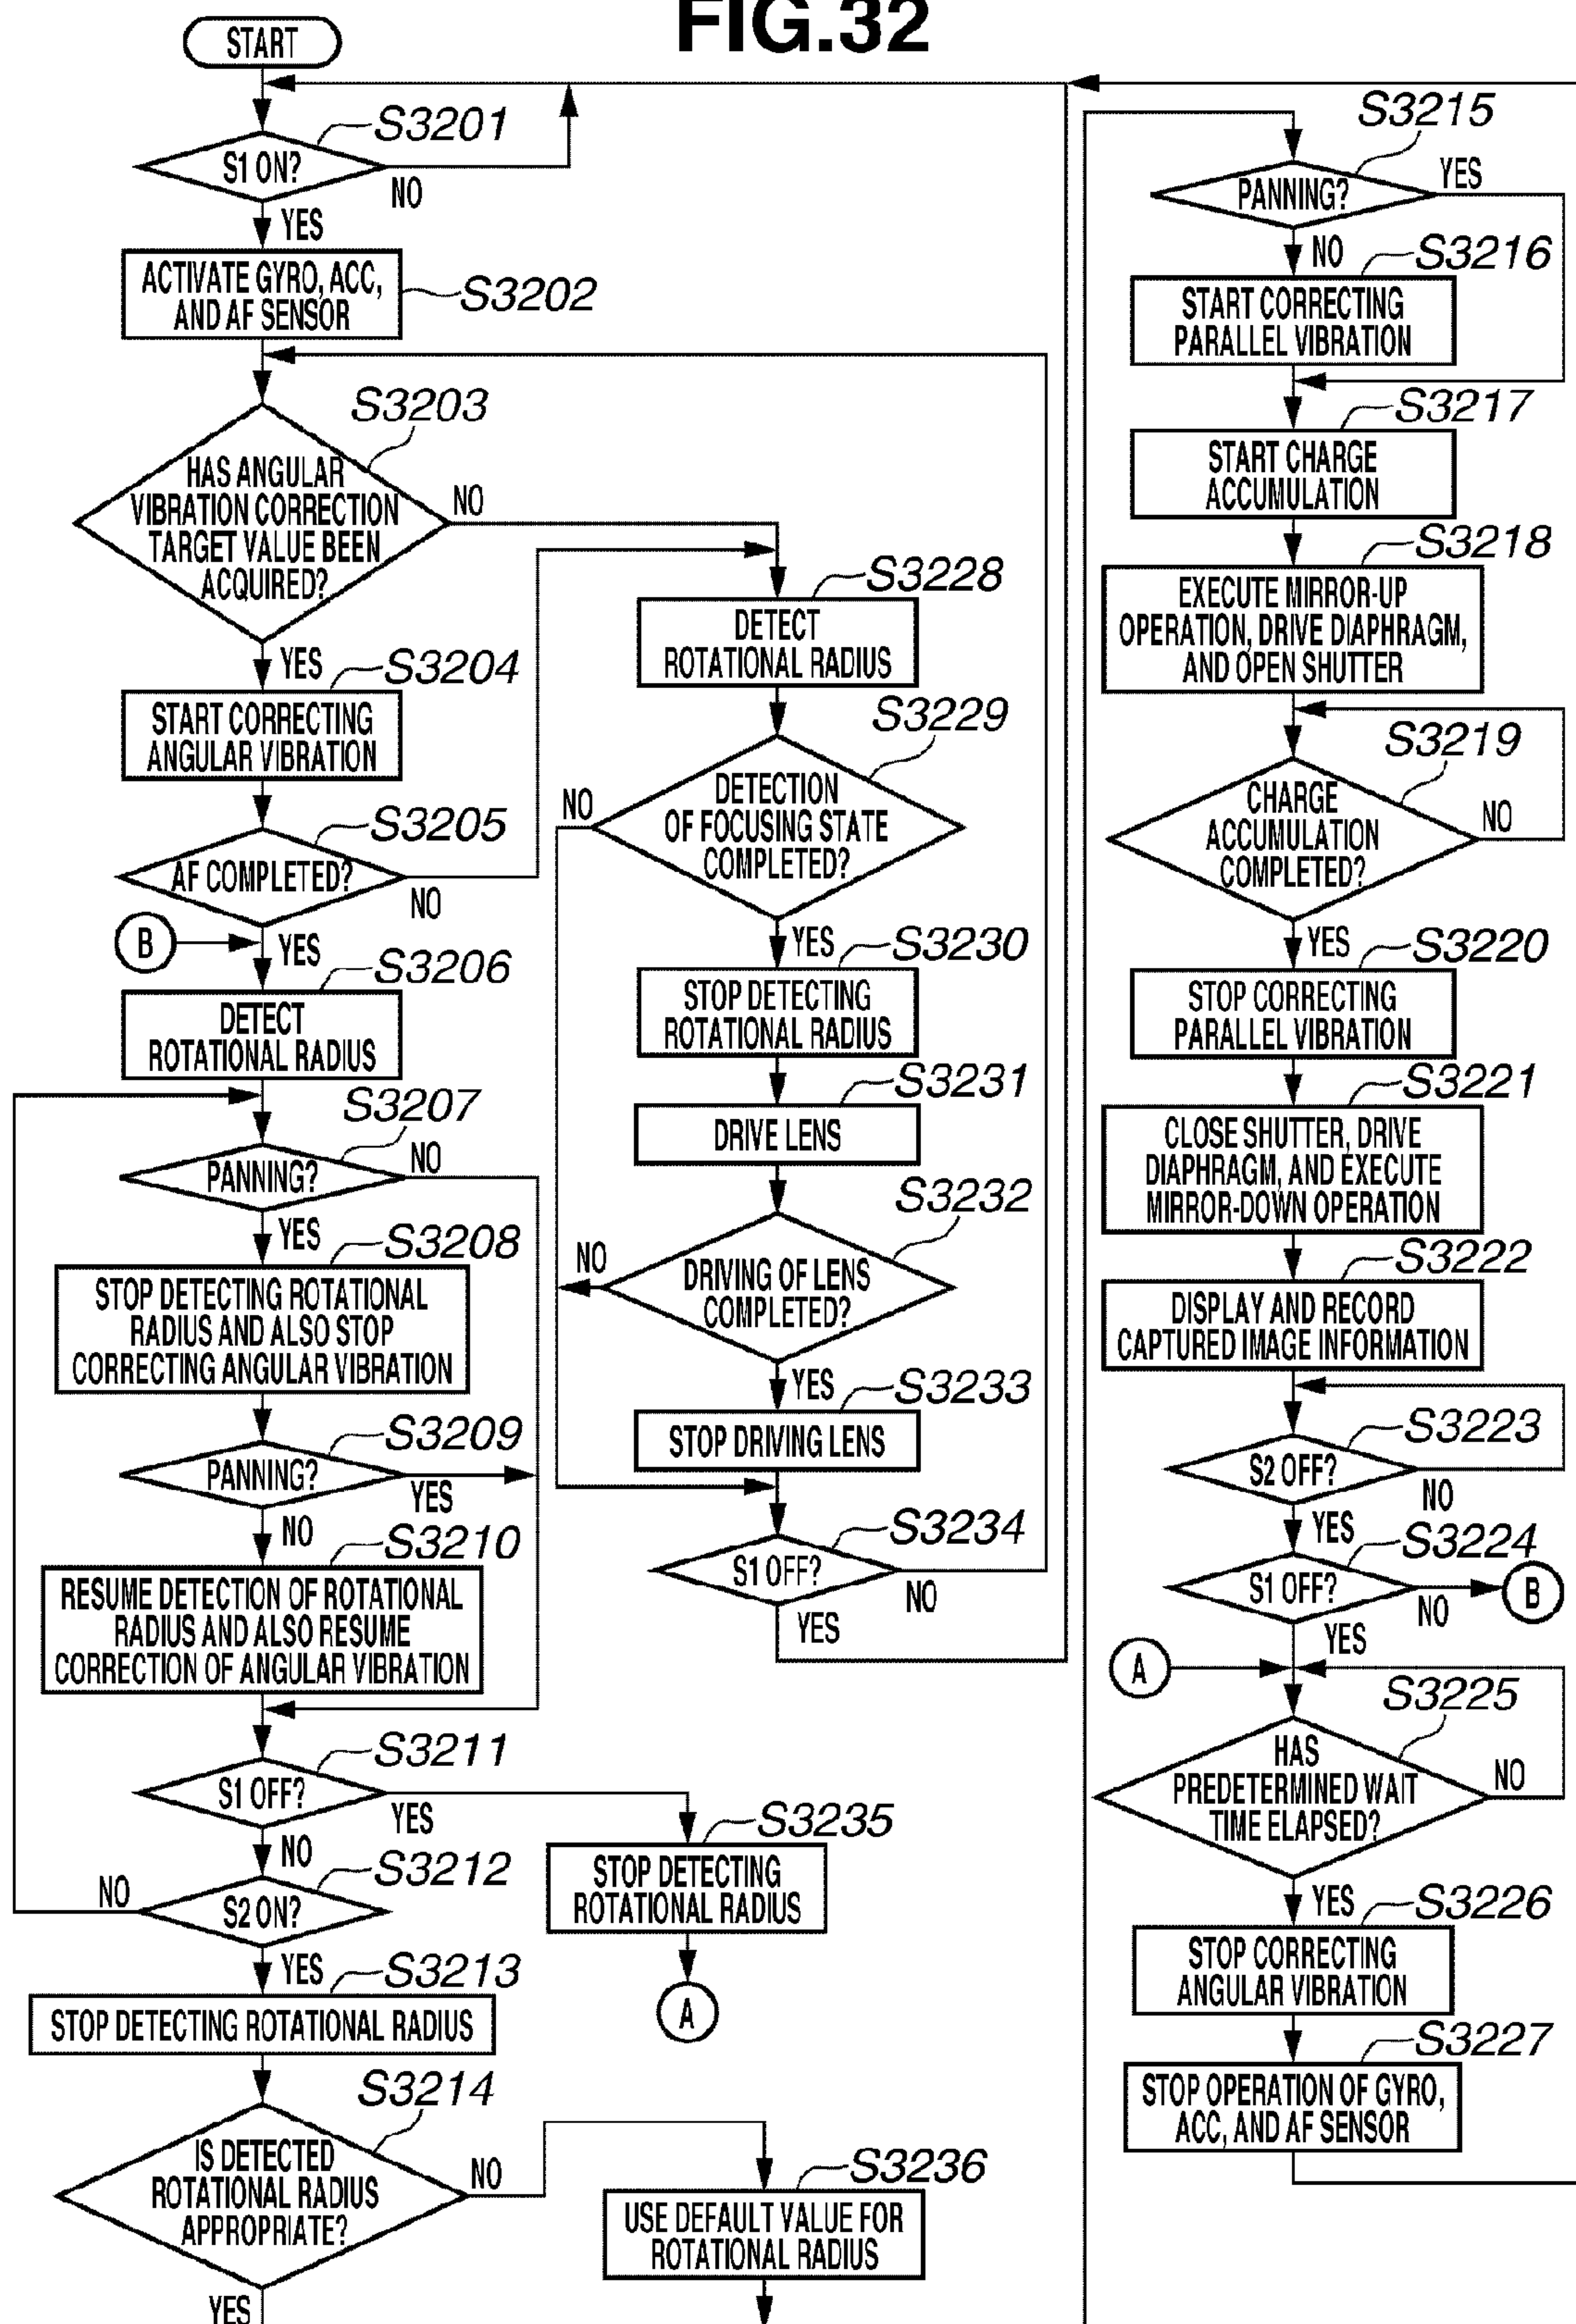 FIG.32
START
S3201
S1 ON?
NO
YES
ACTIVATE GYRO, ACC,
AND AF SENSOR
S3202
S3203
HAS ANGULAR
VIBRATION CORRECTION
TARGET VALUE BEEN
ACQUIRED?
NO
YES
S3204
START CORRECTING
ANGULAR VIBRATION
S3205
AF COMPLETED?
NO
B
YES
S3206
DETECT
ROTATIONAL RADIUS
S3207
PANNING?
NO
YES
S3208
STOP DETECTING ROTATIONAL
RADIUS AND ALSO STOP
CORRECTING ANGULAR VIBRATION
S3209
PANNING?
YES
NO
S3210
RESUME DETECTION OF ROTATIONAL
RADIUS AND ALSO RESUME
CORRECTION OF ANGULAR VIBRATION
S3211
S1 OFF?
YES
NO
S3212
NO
S2 ON?
YES
S3213
STOP DETECTING ROTATIONAL RADIUS
S3214
IS DETECTED
ROTATIONAL RADIUS
APPROPRIATE?
NO
YES
S3228
DETECT
ROTATIONAL RADIUS
S3229
DETECTION
OF FOCUSING STATE
COMPLETED?
NO
YES
S3230
STOP DETECTING
ROTATIONAL RADIUS
S3231
DRIVE LENS
S3232
DRIVING OF LENS
COMPLETED?
NO
YES
S3233
STOP DRIVING LENS
S3234
S1 OFF?
NO
YES
S3235
STOP DETECTING
ROTATIONAL RADIUS
A
S3236
USE DEFAULT VALUE FOR
ROTATIONAL RADIUS
S3215
PANNING?
YES
NO
S3216
START CORRECTING
PARALLEL VIBRATION
S3217
START CHARGE
ACCUMULATION
S3218
EXECUTE MIRROR-UP
OPERATION, DRIVE DIAPHRAGM,
AND OPEN SHUTTER
S3219
CHARGE
ACCUMULATION
COMPLETED?
NO
YES
S3220
STOP CORRECTING
PARALLEL VIBRATION
S3221
CLOSE SHUTTER, DRIVE
DIAPHRAGM, AND EXECUTE
MIRROR-DOWN OPERATION
S3222
DISPLAY AND RECORD
CAPTURED IMAGE INFORMATION
S3223
S2 OFF?
NO
YES
S3224
S1 OFF?
NO
B
YES
A
S3225
HAS
PREDETERMINED WAIT
TIME ELAPSED?
NO
YES
S3226
STOP CORRECTING
ANGULAR VIBRATION
S3227
STOP OPERATION OF GYRO,
ACC, AND AF SENSOR